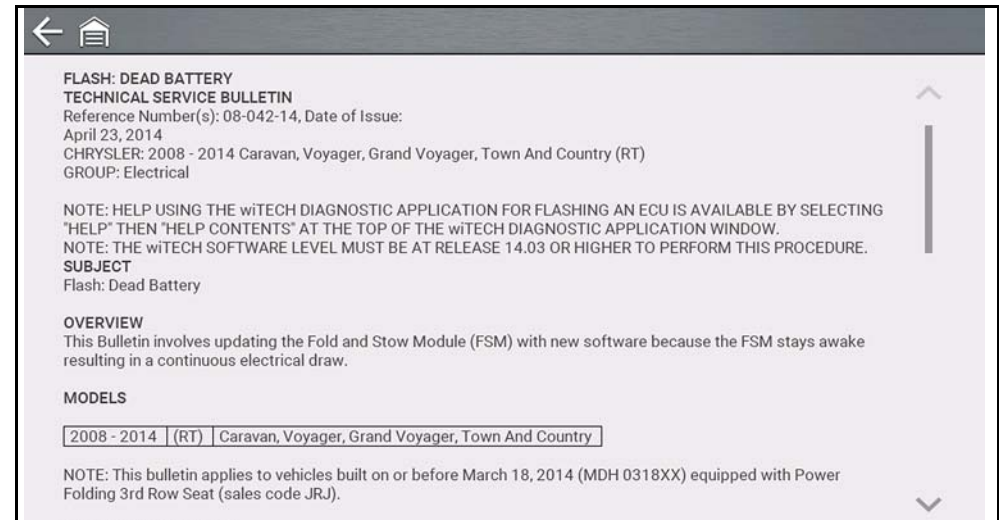 FLASH: DEAD BATTERY
TECHNICAL SERVICE BULLETIN
Reference Number(s): 08-042-14, Date of Issue:
April 23, 2014
CHRYSLER: 2008 - 2014 Caravan, Voyager, Grand Voyager, Town And Country (RT)
GROUP: Electrical
NOTE: HELP USING THE wiTECH DIAGNOSTIC APPLICATION FOR FLASHING AN ECU IS AVAILABLE BY SELECTING
"HELP" THEN "HELP CONTENTS" AT THE TOP OF THE wiTECH DIAGNOSTIC APPLICATION WINDOW.
NOTE: THE wiTECH SOFTWARE LEVEL MUST BE AT RELEASE 14.03 OR HIGHER TO PERFORM THIS PROCEDURE.
SUBJECT
Flash: Dead Battery
OVERVIEW
This Bulletin involves updating the Fold and Stow Module (FSM) with new software because the FSM stays awake
resulting in a continuous electrical draw.
MODELS
2008 - 2014 (RT) Caravan, Voyager, Grand Voyager, Town And Country
NOTE: This bulletin applies to vehicles built on or before March 18, 2014 (MDH 0318XX) equipped with Power
Folding 3rd Row Seat (sales code JRJ).